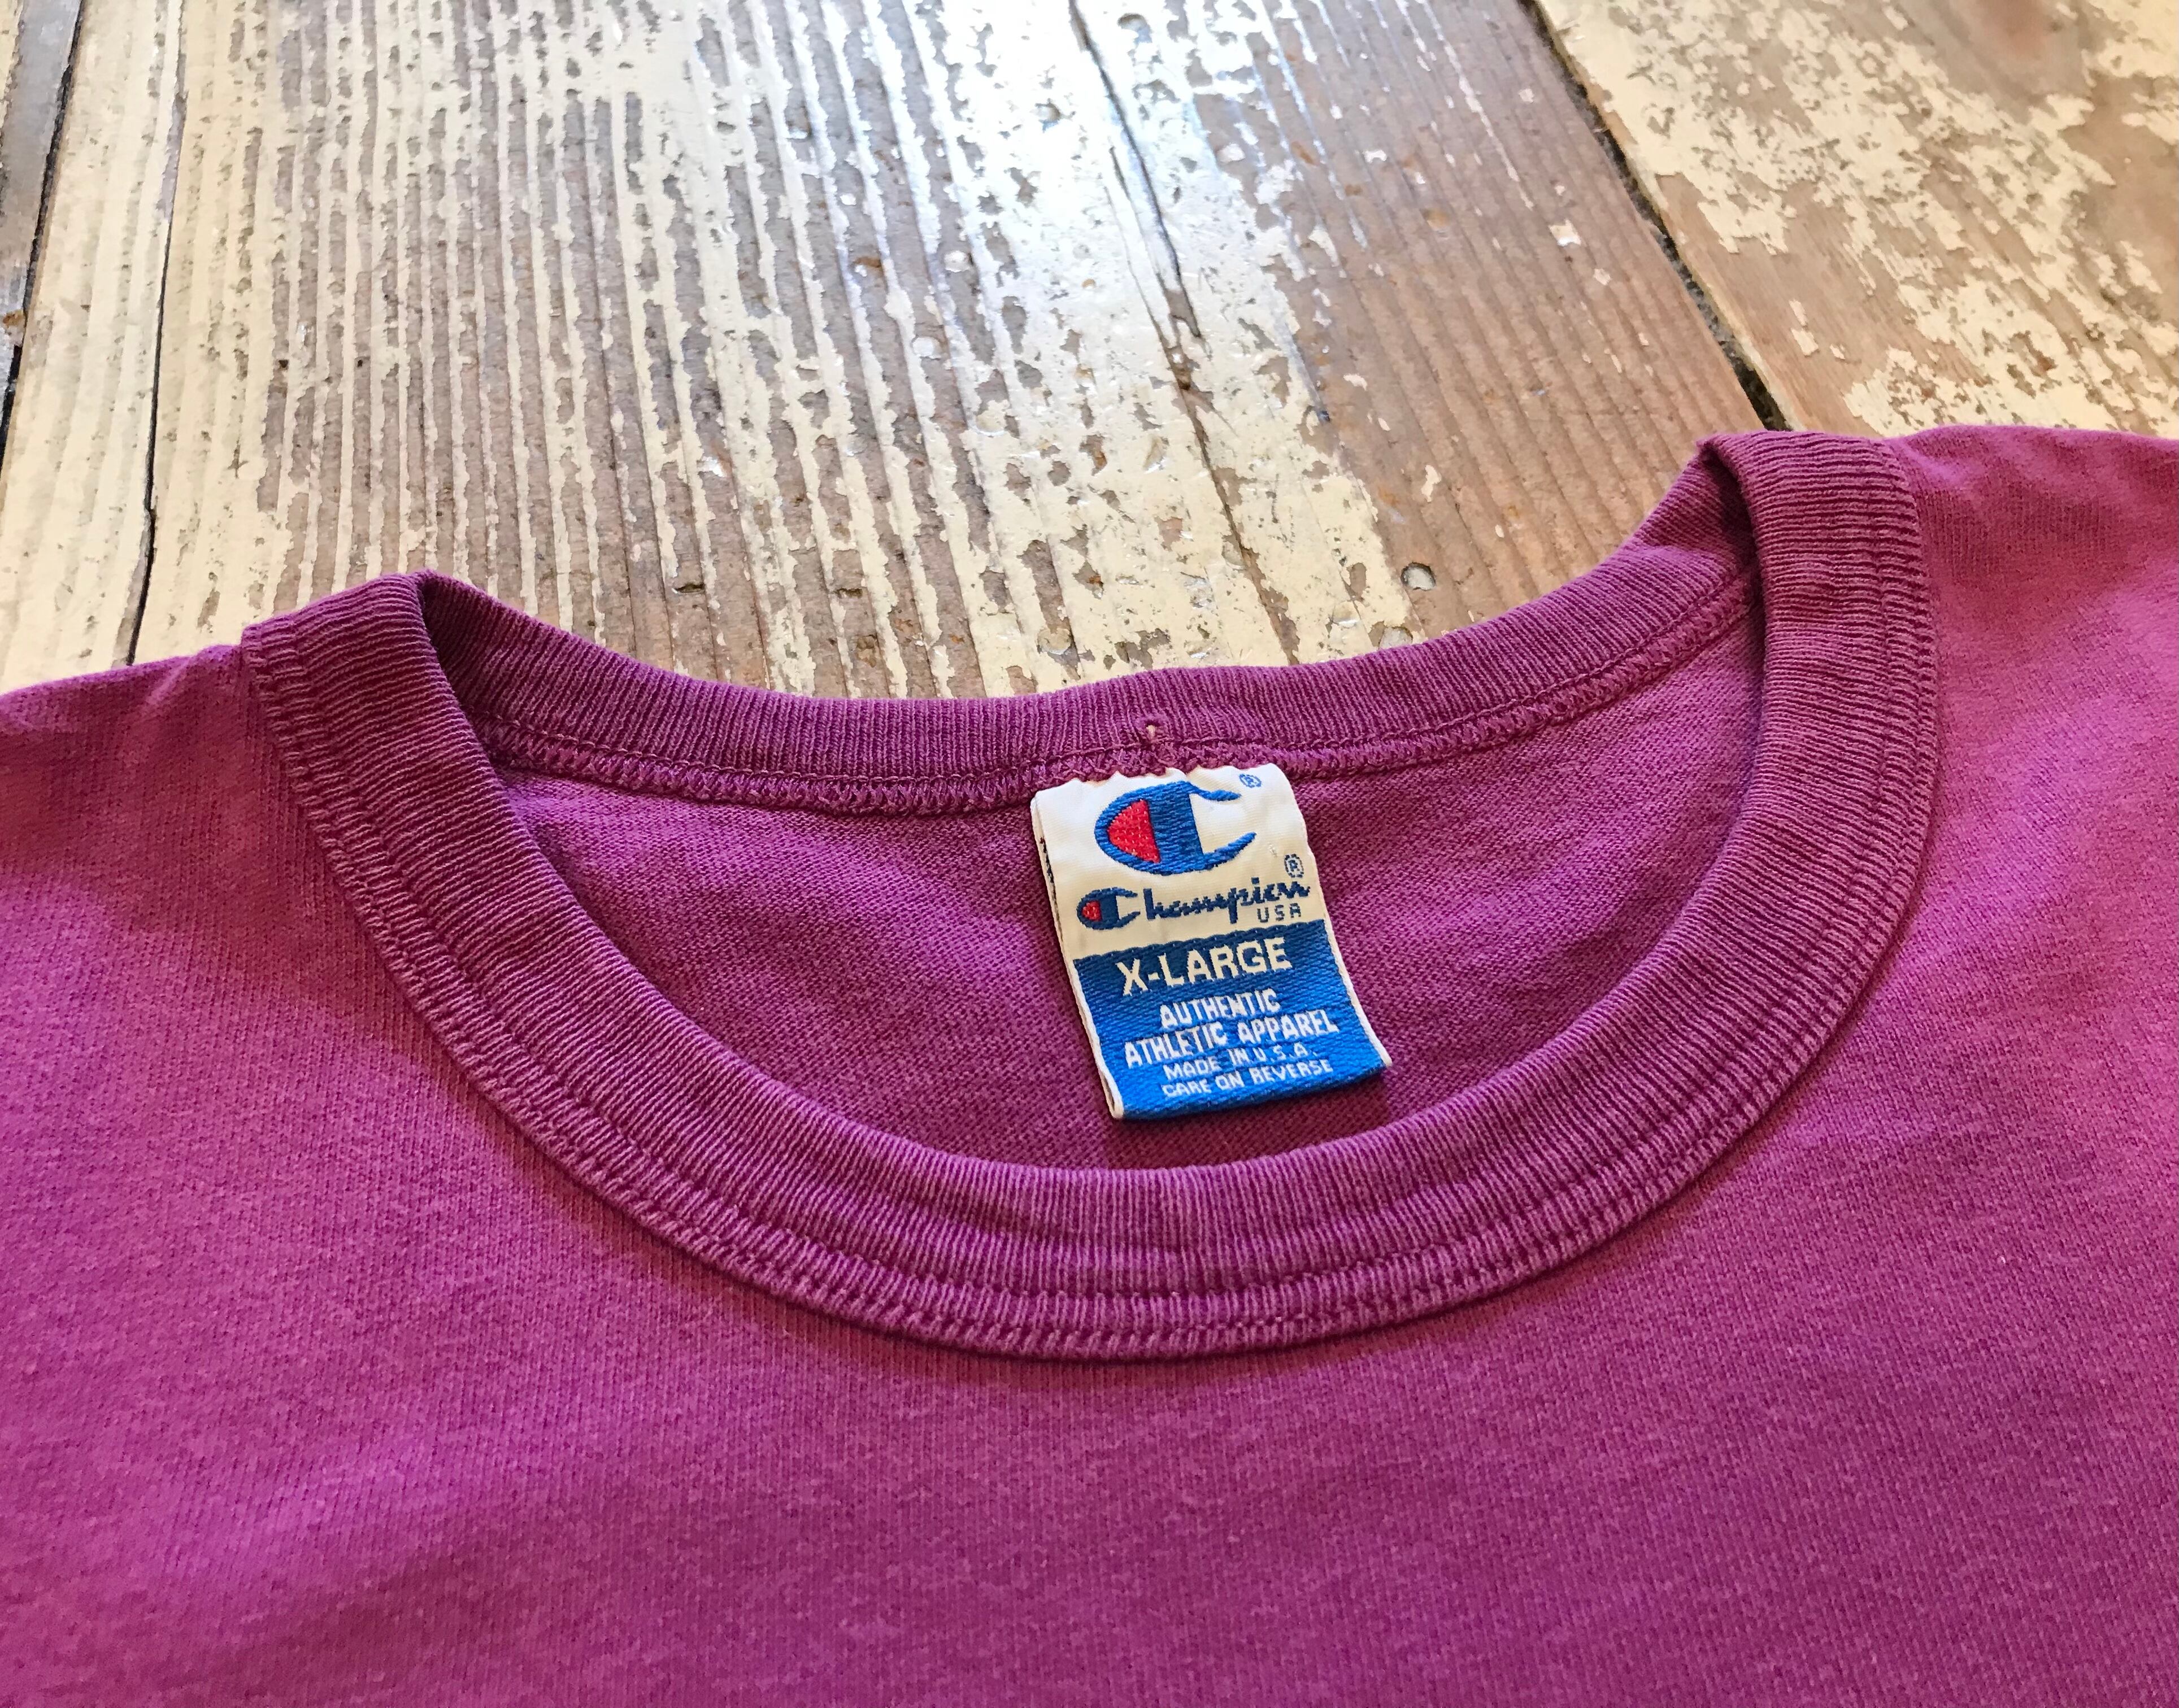 ®
Champion®
USA
X-LARGE
AUTHENTIC
ATHLETIC APPAREL
MADE IN U.S.A.
CARE ON REVERSE